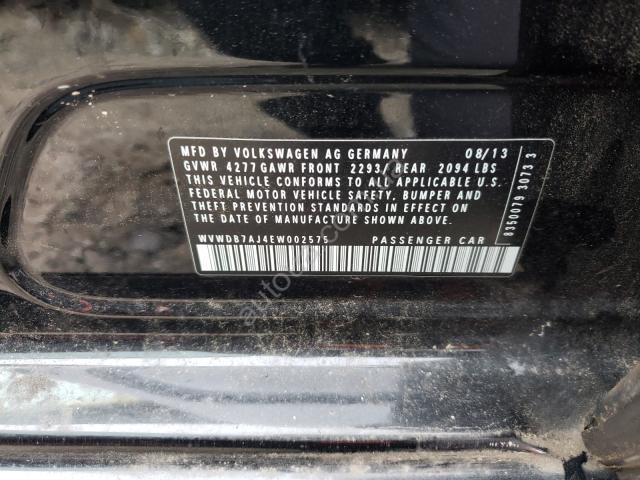 MFD BY VOLKSWAGEN AG GERMANY 08/13
GVWR 4277 GAWR FRONT 2293 / REAR 2094 LBS
THIS VEHICLE CONFORMS TO ALL APPLICABLE U.S.
FEDERAL MOTOR VEHICLE SAFETY, BUMPER AND
THEFT PREVENTION STANDARDS IN EFFECT ON THE
DATE OF MANUFACTURE SHOWN ABOVE.
WVWDB7AJ4EW002575 PASSENGER CAR
8350079 3073 3